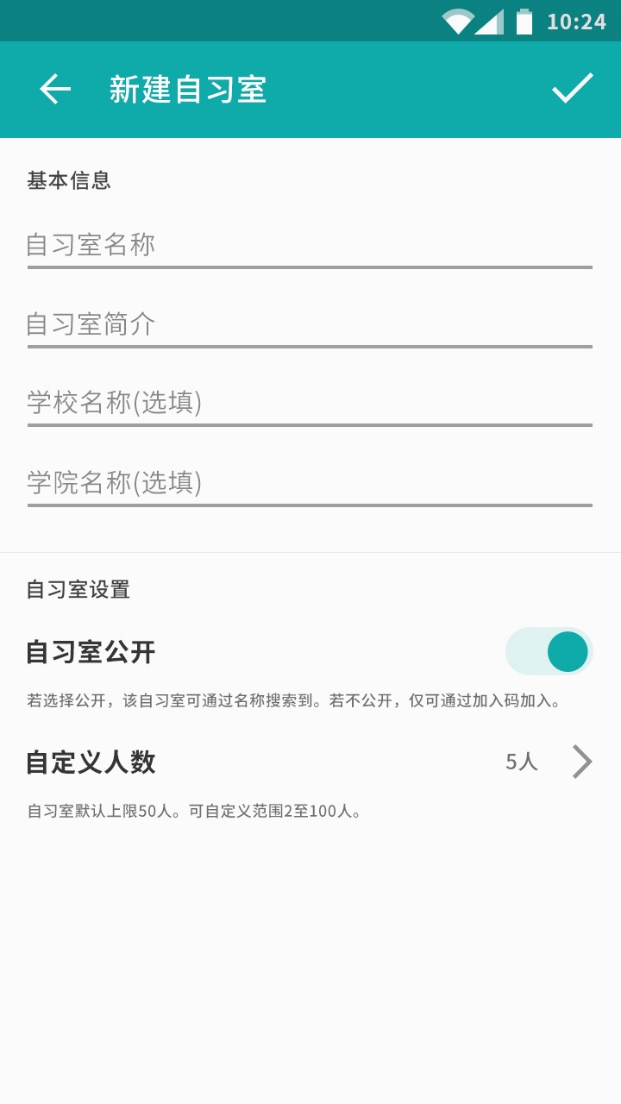 10:24
新建自习室
基本信息
自习室名称
自习室简介
学校名称(选填)
学院名称(选填)
自习室设置
自习室公开
若选择公开，该自习室可通过名称搜索到。若不公开，仅可通过加入码加入。
自定义人数
5人
自习室默认上限50人。可自定义范围2至100人。